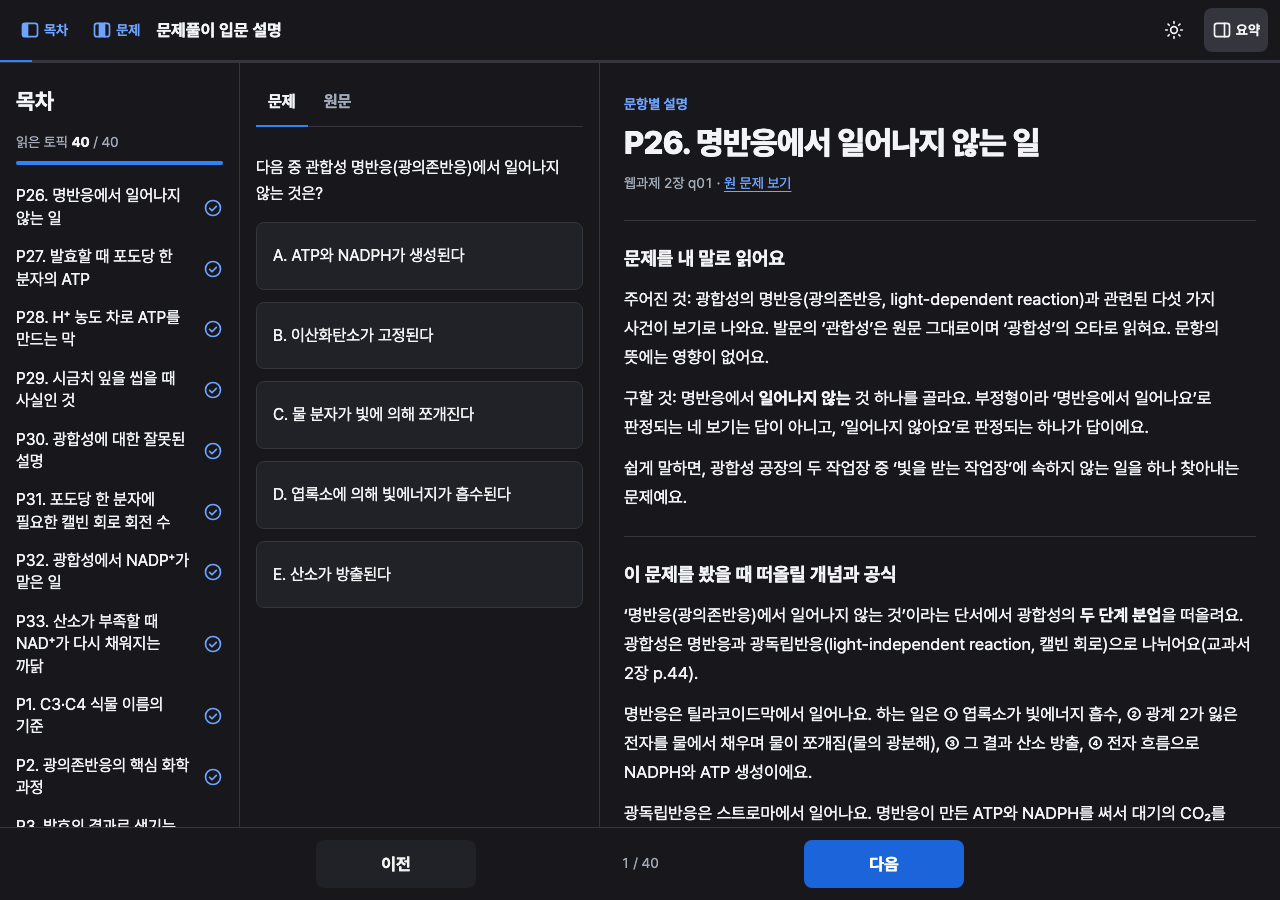 목차
문제
문제풀이 입문 설명
요약
목차
읽은 토픽 40 / 40
P26. 명반응에서 일어나지
않는 일
P27. 발효할 때 포도당 한
분자의 ATP
P28. H⁺ 농도 차로 ATP를
만드는 막
P29. 시금치 잎을 씹을 때
사실인 것
P30. 광합성에 대한 잘못된
설명
P31. 포도당 한 분자에
필요한 캘빈 회로 회전 수
P32. 광합성에서 NADP⁺가
맡은 일
P33. 산소가 부족할 때
NAD⁺가 다시 채워지는
까닭
P1. C3·C4 식물 이름의
기준
P2. 광의존반응의 핵심 화학
과정
P3. 발효의 결과로 생기는
문제
원문
다음 중 관합성 명반응(광의존반응)에서 일어나지
않는 것은?
A. ATP와 NADPH가 생성된다
B. 이산화탄소가 고정된다
C. 물 분자가 빛에 의해 쪼개진다
D. 엽록소에 의해 빛에너지가 흡수된다
E. 산소가 방출된다
문항별 설명
P26. 명반응에서 일어나지 않는 일
웹과제 2장 q01 · 원 문제 보기
문제를 내 말로 읽어요
주어진 것: 광합성의 명반응(광의존반응, light-dependent reaction)과 관련된 다섯 가지
사건이 보기로 나와요. 발문의 ‘관합성’은 원문 그대로이며 ‘광합성’의 오타로 읽혀요. 문항의
뜻에는 영향이 없어요.
구할 것: 명반응에서 일어나지 않는 것 하나를 골라요. 부정형이라 ‘명반응에서 일어나요’로
판정되는 네 보기는 답이 아니고, ‘일어나지 않아요’로 판정되는 하나가 답이에요.
쉽게 말하면, 광합성 공장의 두 작업장 중 ‘빛을 받는 작업장’에 속하지 않는 일을 하나 찾아내는
문제예요.
이 문제를 봤을 때 떠올릴 개념과 공식
‘명반응(광의존반응)에서 일어나지 않는 것’이라는 단서에서 광합성의 두 단계 분업을 떠올려요.
광합성은 명반응과 광독립반응(light-independent reaction, 캘빈 회로)으로 나뉘어요(교과서
2장 p.44).
명반응은 틸라코이드막에서 일어나요. 하는 일은 ① 엽록소가 빛에너지 흡수, ② 광계 2가 잃은
전자를 물에서 채우며 물이 쪼개짐(물의 광분해), ③ 그 결과 산소 방출, ④ 전자 흐름으로
NADPH와 ATP 생성이에요.
광독립반응은 스트로마에서 일어나요. 명반응이 만든 ATP와 NADPH를 써서 대기의 CO₂를
이전
1 / 40
다음